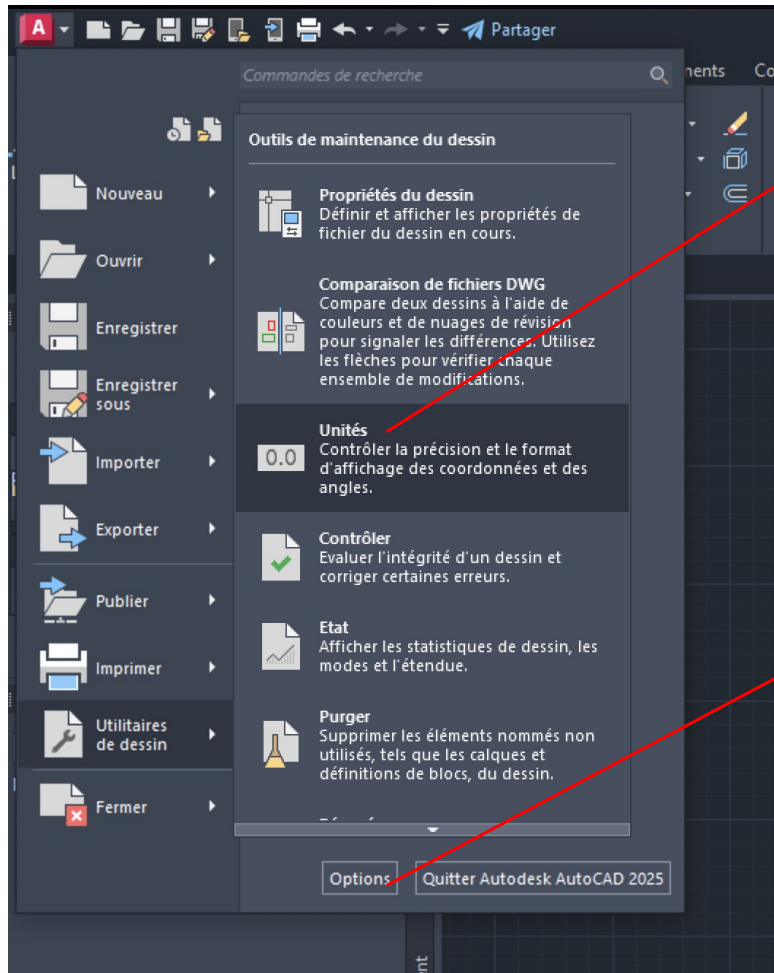 A
Partager
Commandes de recherche
Outils de maintenance du dessin
Nouveau
Ouvrir
Enregistrer
Enregistrer
sous
Importer
Exporter
Publier
Imprimer
Utilitaires
de dessin
Fermer
Propriétés du dessin
Définir et afficher les propriétés de
fichier du dessin en cours.
Comparaison de fichiers DWG
Compare deux dessins à l'aide de
couleurs et de nuages de révision
pour signaler les différences. Utilisez
les flèches pour vérifier chaque
ensemble de modifications.
0.0
Unités
Contrôler la précision et le format
d'affichage des coordonnées et des
angles.
Contrôler
Evaluer l'intégrité d'un dessin et
corriger certaines erreurs.
Etat
Afficher les statistiques de dessin, les
modes et l'étendue.
Purger
Supprimer les éléments nommés non
utilisés, tels que les calques et
définitions de blocs, du dessin.
Options
Quitter Autodesk AutoCAD 2025